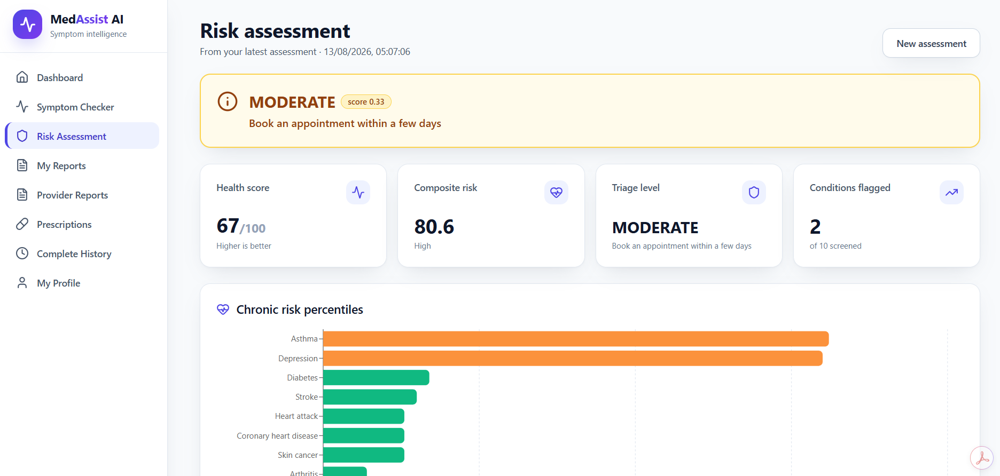 MedAssist AI
Symptom intelligence
Dashboard
Symptom Checker
Risk Assessment
My Reports
Provider Reports
Prescriptions
Complete History
My Profile
Risk assessment
From your latest assessment · 13/08/2026, 05:07:06
New assessment
MODERATE score 0.33
Book an appointment within a few days
Health score
67/100
Higher is better
Composite risk
80.6
High
Triage level
MODERATE
Book an appointment within a few days
Conditions flagged
2
of 10 screened
Chronic risk percentiles
Asthma
Depression
Diabetes
Stroke
Heart attack
Coronary heart disease
Skin cancer
Arthritis